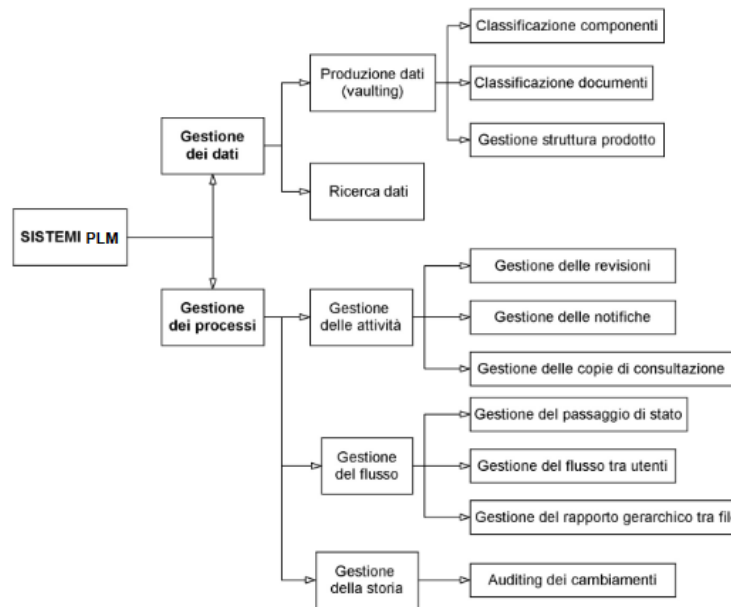 Classificazione componenti
Produzione dati
(vaulting)
Classificazione documenti
Gestione
dei dati
Gestione struttura prodotto
Ricerca dati
SISTEMI PLM
Gestione delle revisioni
Gestione
dei processi
Gestione
delle attività
Gestione delle notifiche
Gestione delle copie di consultazione
Gestione del passaggio di stato
Gestione
del flusso
Gestione del flusso tra utenti
Gestione del rapporto gerarchico tra file
Gestione
della storia
Auditing dei cambiamenti